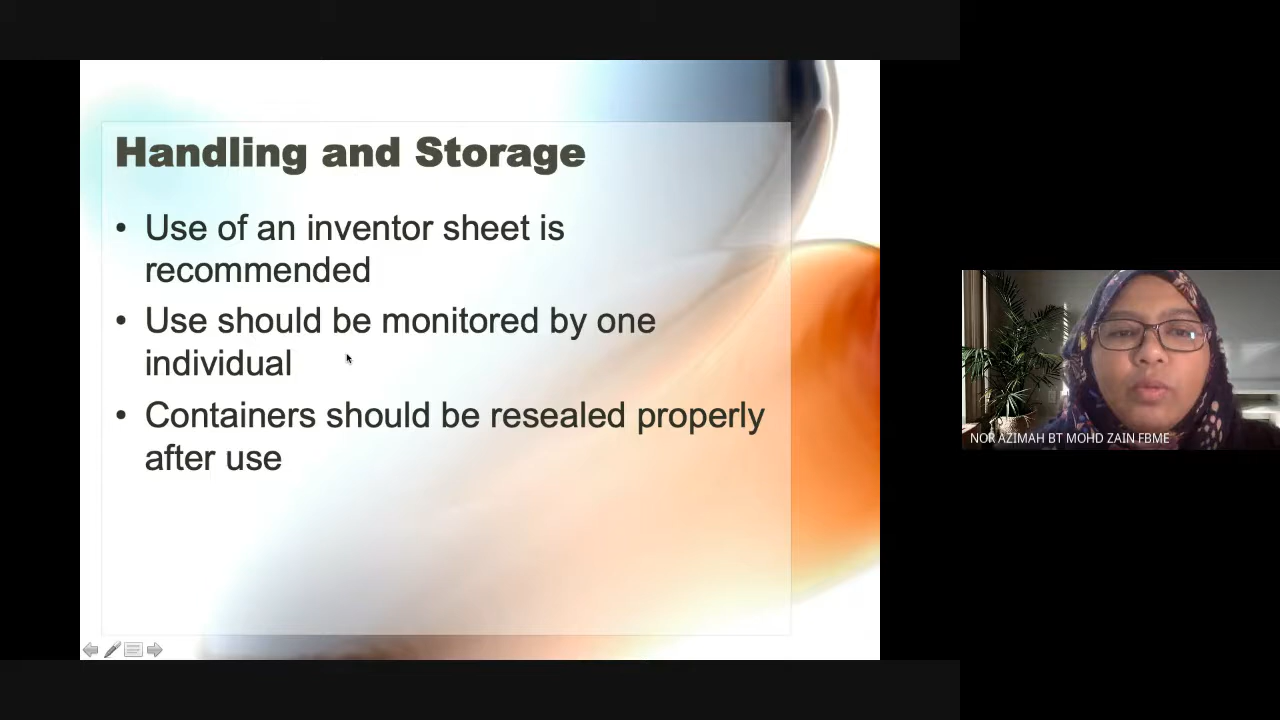 Handling and Storage
• Use of an inventor sheet is
recommended
• Use should be monitored by one
individual
• Containers should be resealed properly
after use
NOR AZIMAH BT MOHD ZAIN FBME